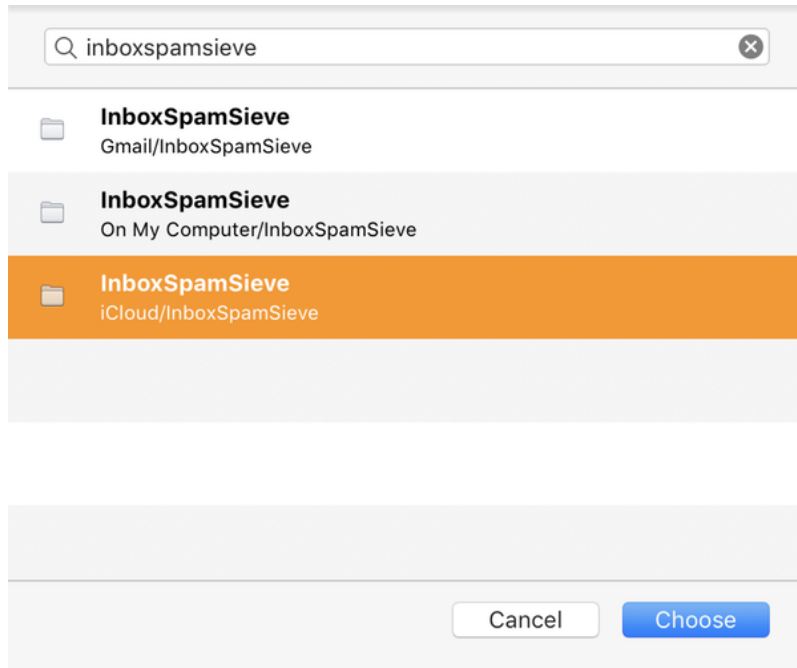 inboxspamsieve
InboxSpamSieve
Gmail/InboxSpamSieve
InboxSpamSieve
On My Computer/InboxSpamSieve
InboxSpamSieve
iCloud/InboxSpamSieve
Cancel
Choose